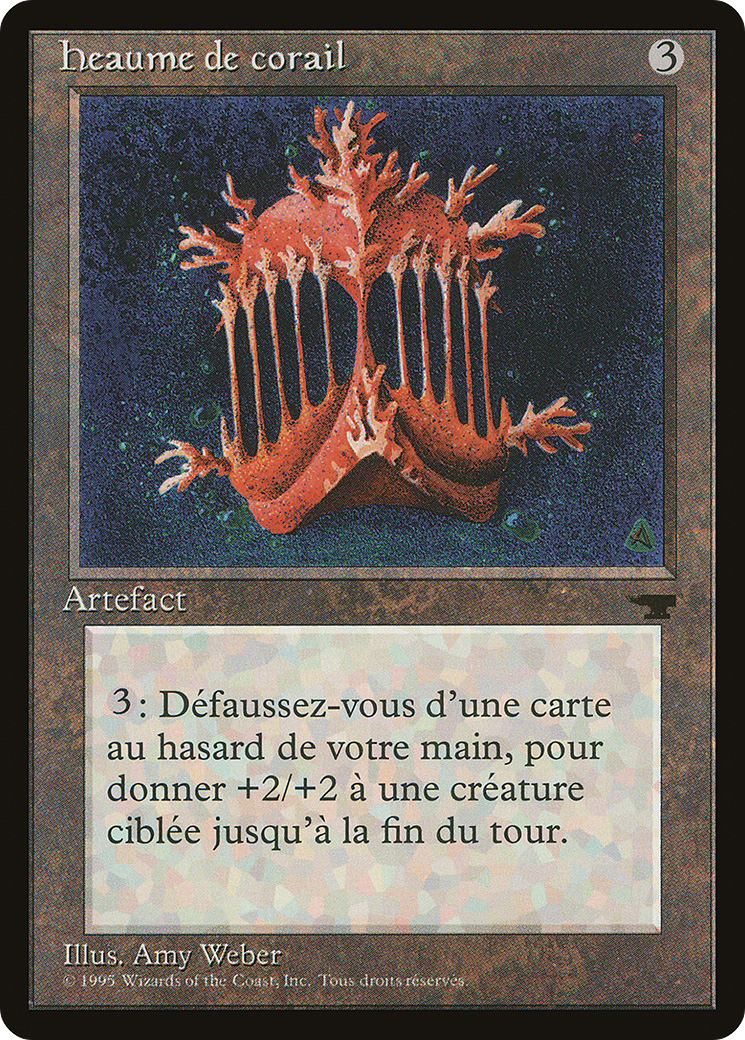 Heaume de corail
3
Artefact
3: Défaussez-vous d'une carte
au hasard de votre main, pour
donner +2/+2 à une créature
ciblée jusqu'à la fin du tour.
Illus. Amy Weber
© 1995 Wizards of the Coast, Inc. Tous droits réservés.